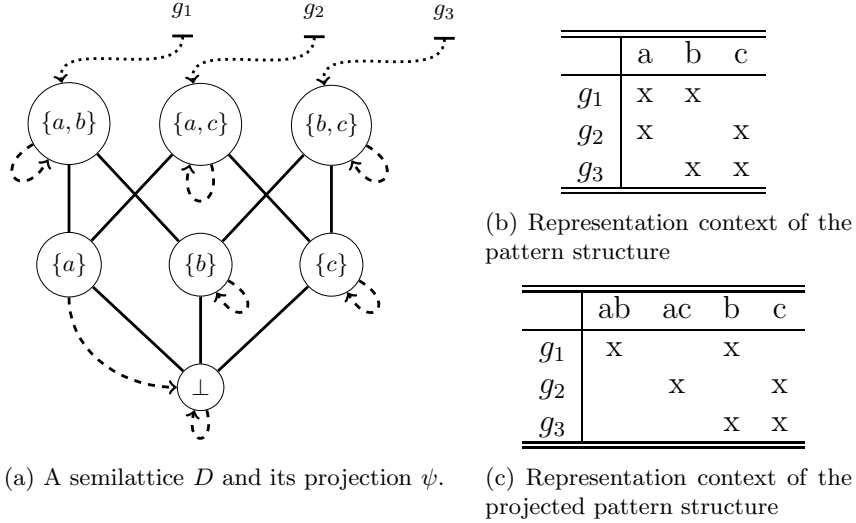 g₁ g₂ g₃
{a, b} {a, c} {b, c}
{a} {b} {c}
⊥
(a) A semilattice D and its projection ψ.
a b c
g₁ x x
g₂ x x
g₃ x x
(b) Representation context of the
pattern structure
ab ac b c
g₁ x x
g₂ x x
g₃ x x
(c) Representation context of the
projected pattern structure